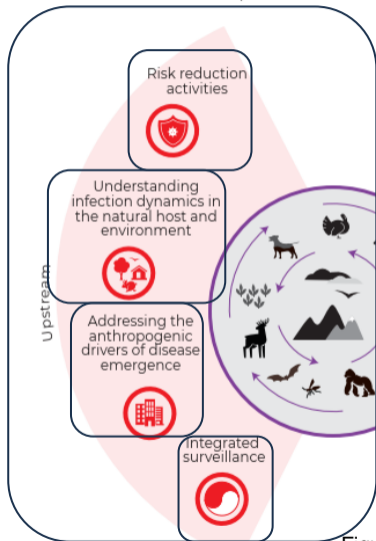 Risk reduction
activities
Understanding
infection dynamics in
the natural host and
environment
Upstream
Addressing the
anthropogenic
drivers of disease
emergence
Integrated
surveillance